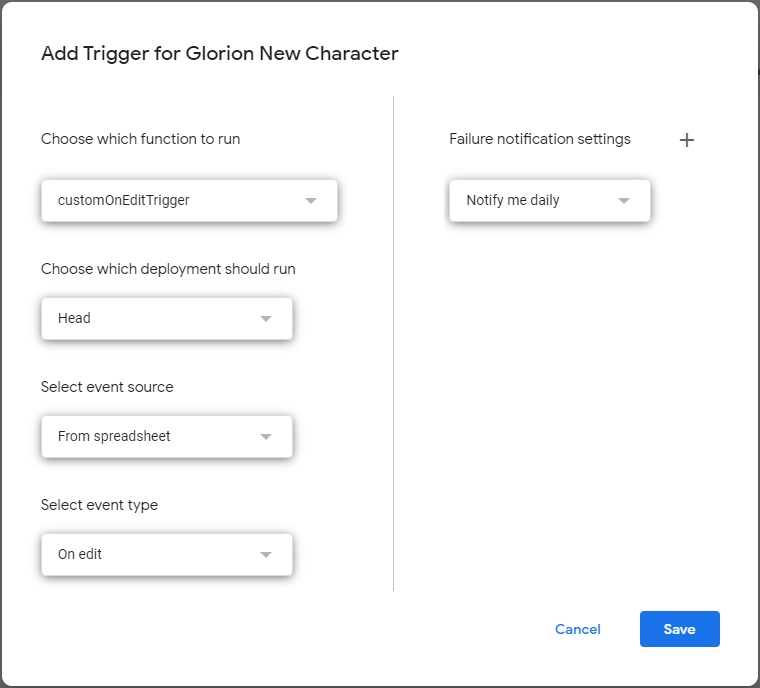 Add Trigger for Glorion New Character
Choose which function to run
customOnEditTrigger
Choose which deployment should run
Head
Select event source
From spreadsheet
Select event type
On edit
Failure notification settings
Notify me daily
Cancel
Save